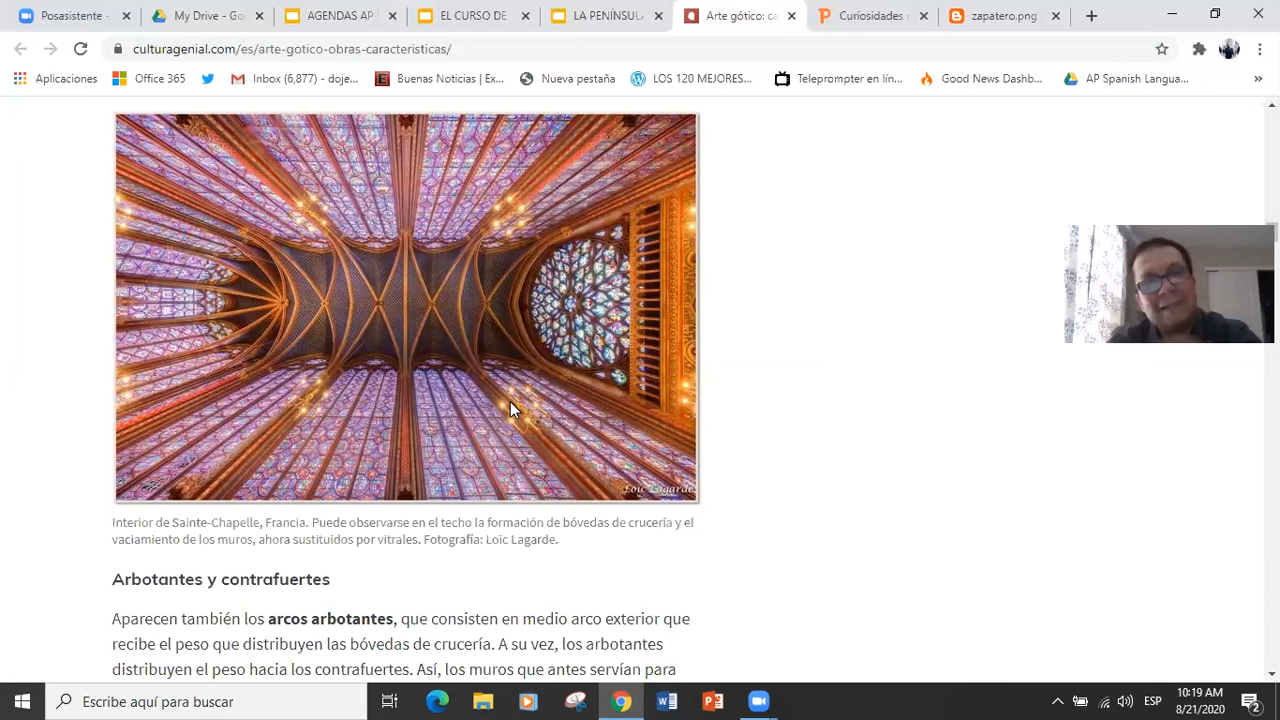 Posasistente
My Drive - Go
AGENDAS AP
EL CURSO DE
LA PENÍNSULA
Arte gótico: ca
Curiosidades
zapatero.png
culturagenial.com/es/arte-gotico-obras-caracteristicas/
Aplicaciones
Office 365
Inbox (6,877) - doje...
Buenas Noticias | Ex...
Nueva pestaña
LOS 120 MEJORES...
Teleprompter en lín...
Good News Dashb...
AP Spanish Langua...
Loïc Lagarde
Interior de Sainte-Chapelle, Francia. Puede observarse en el techo la formación de bóvedas de crucería y el
vaciamiento de los muros, ahora sustituidos por vitrales. Fotografía: Loïc Lagarde.
Arbotantes y contrafuertes
Aparecen también los arcos arbotantes, que consisten en medio arco exterior que
recibe el peso que distribuyen las bóvedas de crucería. A su vez, los arbotantes
distribuyen el peso hacia los contrafuertes. Así, los muros que antes servían para
Escribe aquí para buscar
ESP
10:19 AM
8/21/2020
2